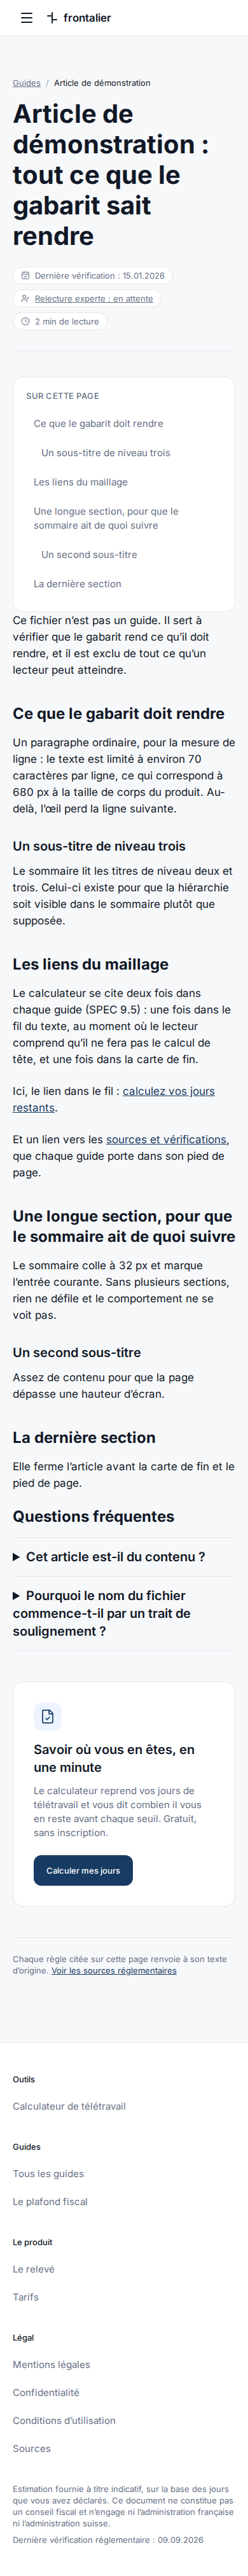 frontalier
Guides / Article de démonstration
Article de
démonstration :
tout ce que le
gabarit sait
rendre
Dernière vérification : 15.01.2026
Relecture experte : en attente
2 min de lecture
SUR CETTE PAGE
Ce que le gabarit doit rendre
Un sous-titre de niveau trois
Les liens du maillage
Une longue section, pour que le
sommaire ait de quoi suivre
Un second sous-titre
La dernière section
Ce fichier n’est pas un guide. Il sert à
vérifier que le gabarit rend ce qu’il doit
rendre, et il est exclu de tout ce qu’un
lecteur peut atteindre.
Ce que le gabarit doit rendre
Un paragraphe ordinaire, pour la mesure de
ligne : le texte est limité à environ 70
caractères par ligne, ce qui correspond à
680 px à la taille de corps du produit. Au-
delà, l’œil perd la ligne suivante.
Un sous-titre de niveau trois
Le sommaire lit les titres de niveau deux et
trois. Celui-ci existe pour que la hiérarchie
soit visible dans le sommaire plutôt que
supposée.
Les liens du maillage
Le calculateur se cite deux fois dans
chaque guide (SPEC 9.5) : une fois dans le
fil du texte, au moment où le lecteur
comprend qu’il ne fera pas le calcul de
tête, et une fois dans la carte de fin.
Ici, le lien dans le fil : calculez vos jours
restants.
Et un lien vers les sources et vérifications,
que chaque guide porte dans son pied de
page.
Une longue section, pour que
le sommaire ait de quoi suivre
Le sommaire colle à 32 px et marque
l’entrée courante. Sans plusieurs sections,
rien ne défile et le comportement ne se
voit pas.
Un second sous-titre
Assez de contenu pour que la page
dépasse une hauteur d’écran.
La dernière section
Elle ferme l’article avant la carte de fin et le
pied de page.
Questions fréquentes
Cet article est-il du contenu ?
Pourquoi le nom du fichier
commence-t-il par un trait de
soulignement ?
Savoir où vous en êtes, en
une minute
Le calculateur reprend vos jours de
télétravail et vous dit combien il vous
en reste avant chaque seuil. Gratuit,
sans inscription.
Calculer mes jours
Chaque règle citée sur cette page renvoie à son texte
d’origine. Voir les sources réglementaires
Outils
Calculateur de télétravail
Guides
Tous les guides
Le plafond fiscal
Le produit
Le relevé
Tarifs
Légal
Mentions légales
Confidentialité
Conditions d’utilisation
Sources
Estimation fournie à titre indicatif, sur la base des jours
que vous avez déclarés. Ce document ne constitue pas
un conseil fiscal et n’engage ni l’administration française
ni l’administration suisse.
Dernière vérification réglementaire : 09.09.2026